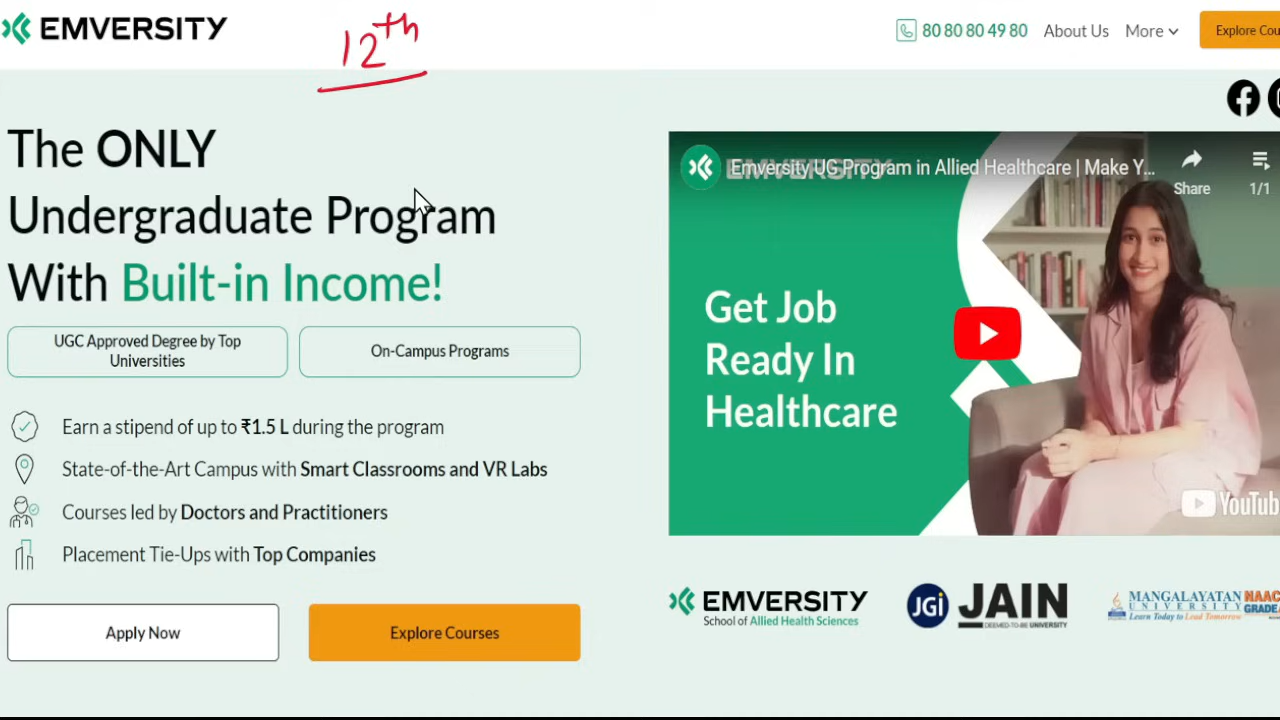 EMVERSITY
12th
80 80 80 49 80
About Us
More
Explore Cou
The ONLY
Undergraduate Program
With Built-in Income!
UGC Approved Degree by Top
Universities
On-Campus Programs
Earn a stipend of up to ₹1.5 L during the program
State-of-the-Art Campus with Smart Classrooms and VR Labs
Courses led by Doctors and Practitioners
Placement Tie-Ups with Top Companies
Apply Now
Explore Courses
EMVERSITY
Emversity UG Program in Allied Healthcare | Make Y...
Share
1/1
Get Job
Ready In
Healthcare
YouTub
EMVERSITY
School of Allied Health Sciences
JGi
JAIN
DEEMED-TO-BE UNIVERSITY
MANGALAYATAN
UNIVERSITY
Learn Today to Lead Tomorrow
NAAC
GRADE